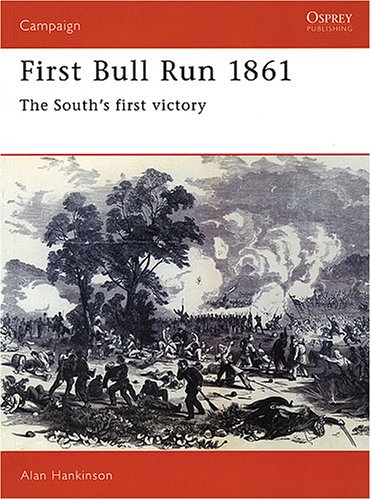 Campaign
OSPREY
PUBLISHING
First Bull Run 1861
The South's first victory
Alan Hankinson